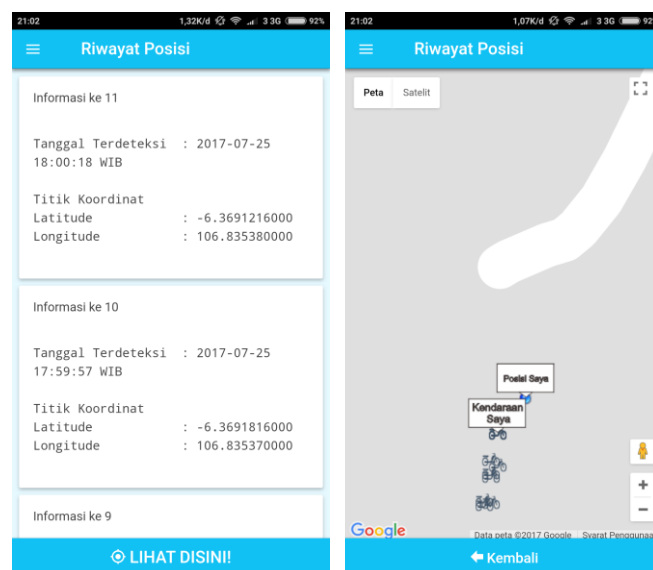 21:02
1,32K/d
3 3G
92%
Riwayat Posisi
Informasi ke 11
Tanggal Terdeteksi : 2017-07-25
18:00:18 WIB
Titik Koordinat
Latitude : -6.3691216000
Longitude : 106.835380000
Informasi ke 10
Tanggal Terdeteksi : 2017-07-25
17:59:57 WIB
Titik Koordinat
Latitude : -6.3691816000
Longitude : 106.835370000
Informasi ke 9
LIHAT DISINI!
21:02
1,07K/d
3 3G
92
Riwayat Posisi
Peta Satelit
Posisi Saya
Kendaraan
Saya
Google
Data peta ©2017 Google Syarat Penggunaa
Kembali